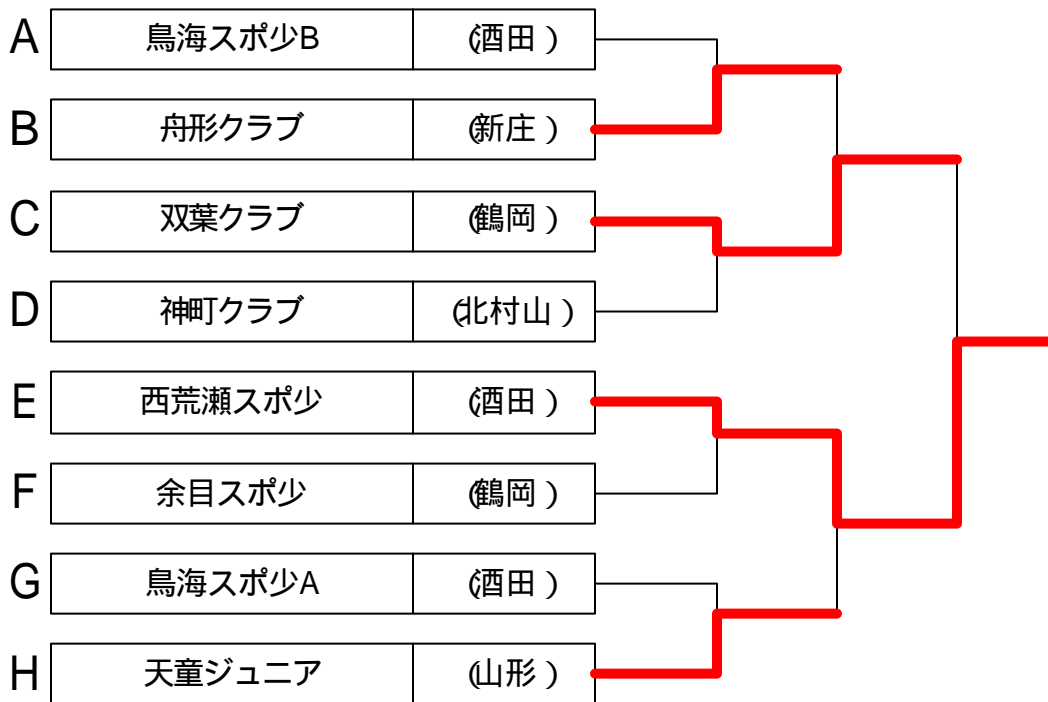 A 鳥海スポ少B (酒田 )
B 舟形クラブ (新庄 )
C 双葉クラブ (鶴岡 )
D 神町クラブ (北村山 )
E 西荒瀬スポ少 (酒田 )
F 余目スポ少 (鶴岡 )
G 鳥海スポ少A (酒田 )
H 天童ジュニア (山形 )